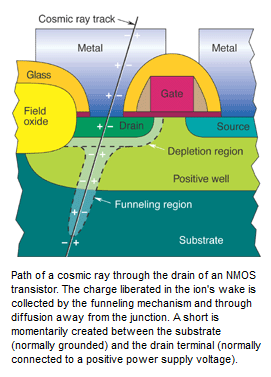 Cosmic ray track
Metal
Metal
Glass
Gate
Field
oxide
Drain
Source
Depletion region
Positive well
Funneling region
Substrate
Path of a cosmic ray through the drain of an NMOS
transistor. The charge liberated in the ion's wake is
collected by the funneling mechanism and through
diffusion away from the junction. A short is
momentarily created between the substrate
(normally grounded) and the drain terminal (normally
connected to a positive power supply voltage).